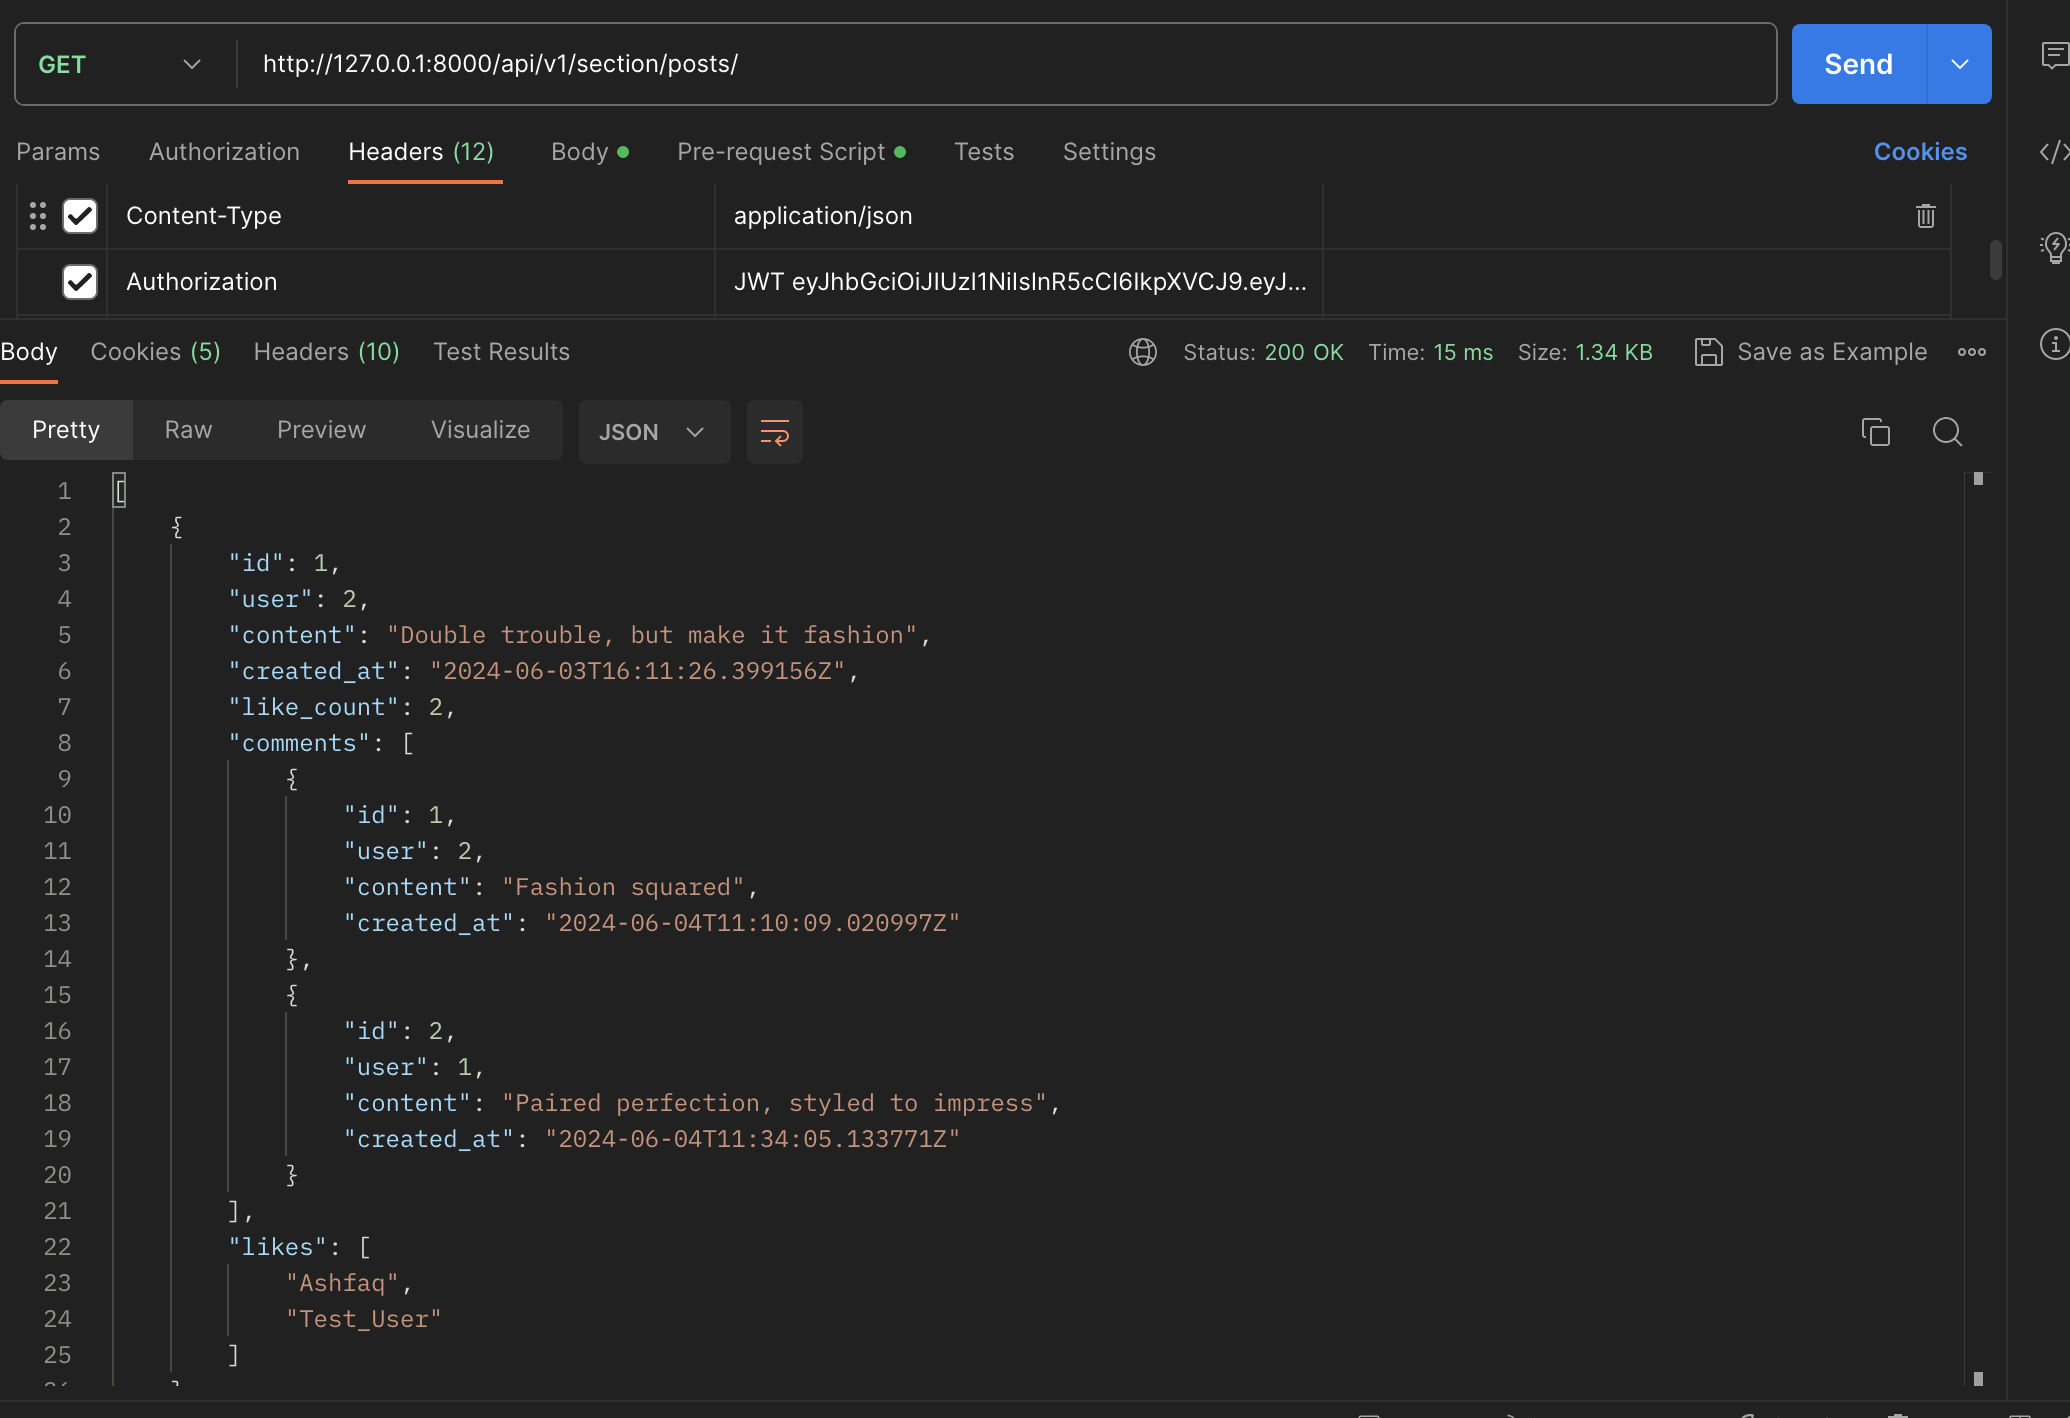 GET http://127.0.0.1:8000/api/v1/section/posts/ Send
Params Authorization Headers (12) Body Pre-request Script Tests Settings Cookies
Content-Type application/json
Authorization JWT eyJhbGciOiJIUzI1NiIsInR5cCI6IkpXVCJ9.eyJ...
Body Cookies (5) Headers (10) Test Results Status: 200 OK Time: 15 ms Size: 1.34 KB Save as Example
Pretty Raw Preview Visualize JSON
1 [
2 {
3 "id": 1,
4 "user": 2,
5 "content": "Double trouble, but make it fashion",
6 "created_at": "2024-06-03T16:11:26.399156Z",
7 "like_count": 2,
8 "comments": [
9 {
10 "id": 1,
11 "user": 2,
12 "content": "Fashion squared",
13 "created_at": "2024-06-04T11:10:09.020997Z"
14 },
15 {
16 "id": 2,
17 "user": 1,
18 "content": "Paired perfection, styled to impress",
19 "created_at": "2024-06-04T11:34:05.133771Z"
20 }
21 ],
22 "likes": [
23 "Ashfaq",
24 "Test_User"
25 ]